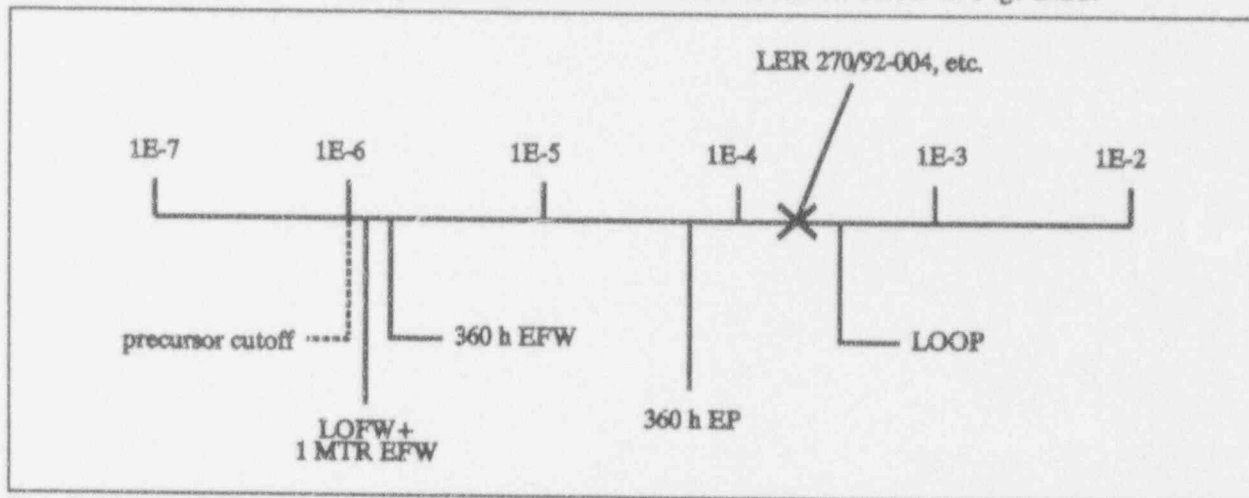 LER 270/92-004, etc.
1E-7 1E-6 1E-5 1E-4 1E-3 1E-2
precursor cutoff
360 h EFW
LOOP
LOFW +
1 MTR EFW
360 h EP